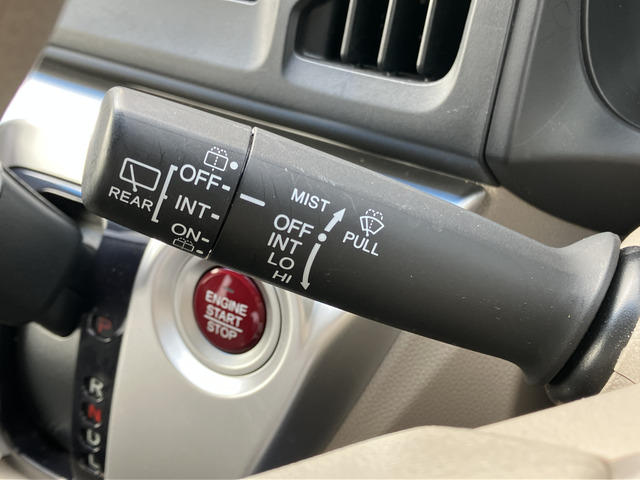 REAR
OFF
INT
ON
MIST
OFF
INT
LO
HI
PULL
ENGINE
START
STOP
P
R
N